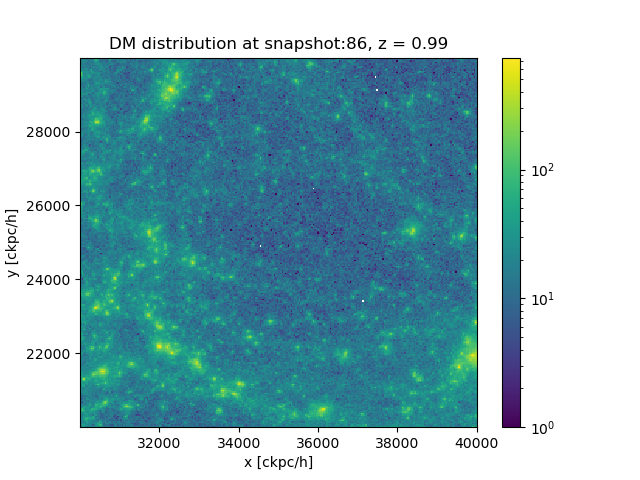 DM distribution at snapshot:86, z = 0.99
28000
26000
24000
22000
y [ckpc/h]
32000 34000 36000 38000 40000
x [ckpc/h]
10²
10¹
10⁰